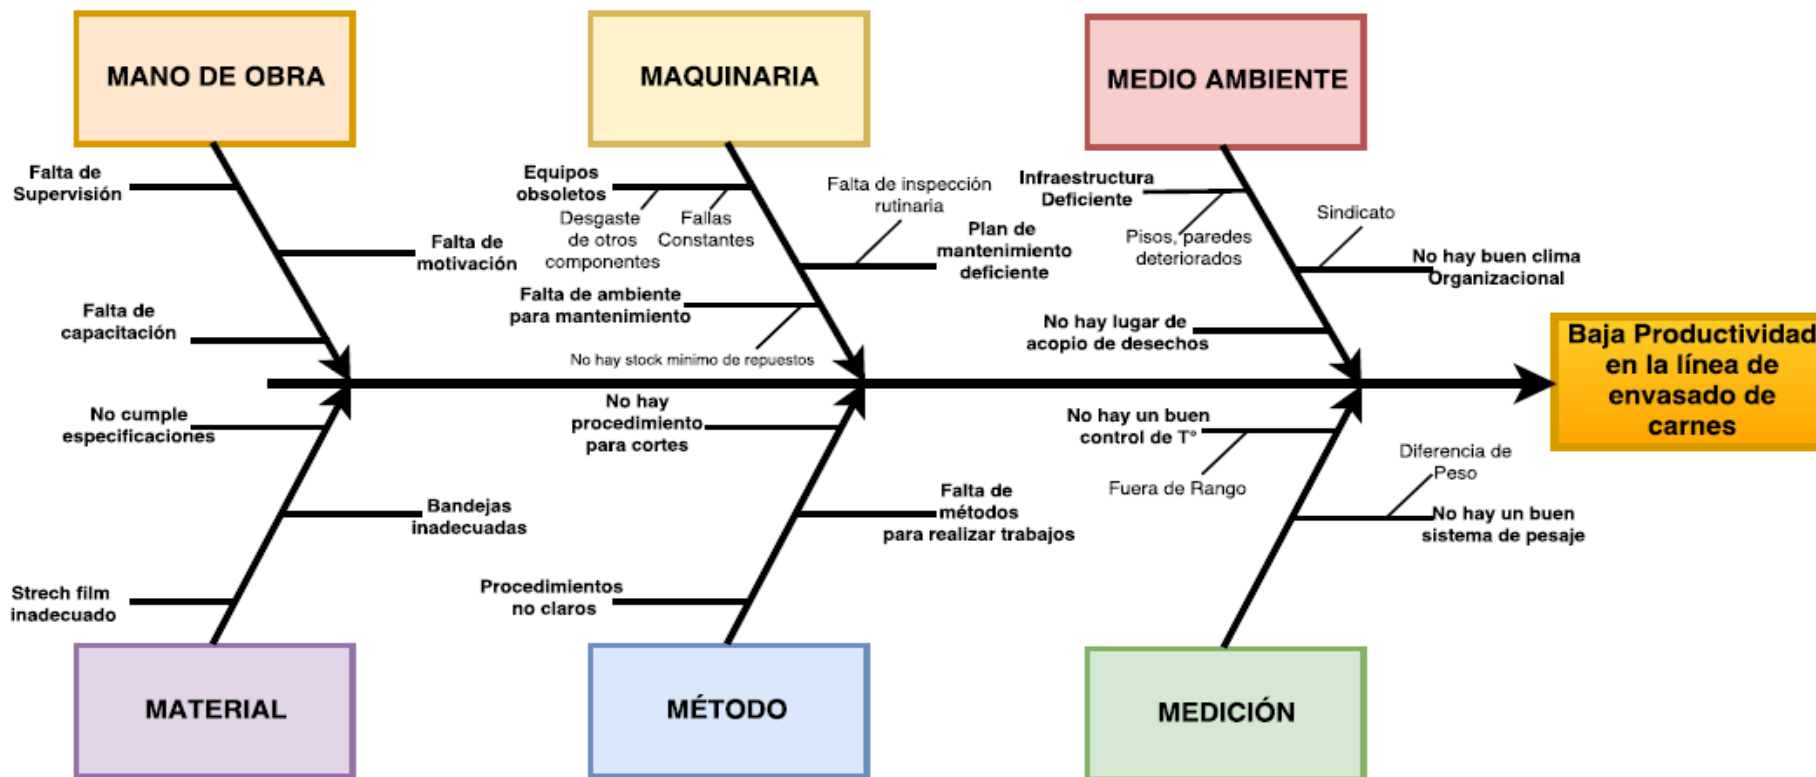 MANO DE OBRA
MAQUINARIA
MEDIO AMBIENTE
Falta de
Supervisión
Falta de
motivación
Falta de
capacitación
Equipos
obsoletos
Desgaste
de otros
componentes
Fallas
Constantes
Falta de inspección
rutinaria
Plan de
mantenimiento
deficiente
Falta de ambiente
para mantenimiento
No hay stock minimo de repuestos
Infraestructura
Deficiente
Pisos, paredes
deteriorados
Sindicato
No hay buen clima
Organizacional
No hay lugar de
acopio de desechos
Baja Productividad
en la línea de
envasado de
carnes
No cumple
especificaciones
Bandejas
inadecuadas
Strech film
inadecuado
No hay
procedimiento
para cortes
Falta de
métodos
para realizar trabajos
Procedimientos
no claros
No hay un buen
control de T°
Fuera de Rango
Diferencia de
Peso
No hay un buen
sistema de pesaje
MATERIAL
MÉTODO
MEDICIÓN